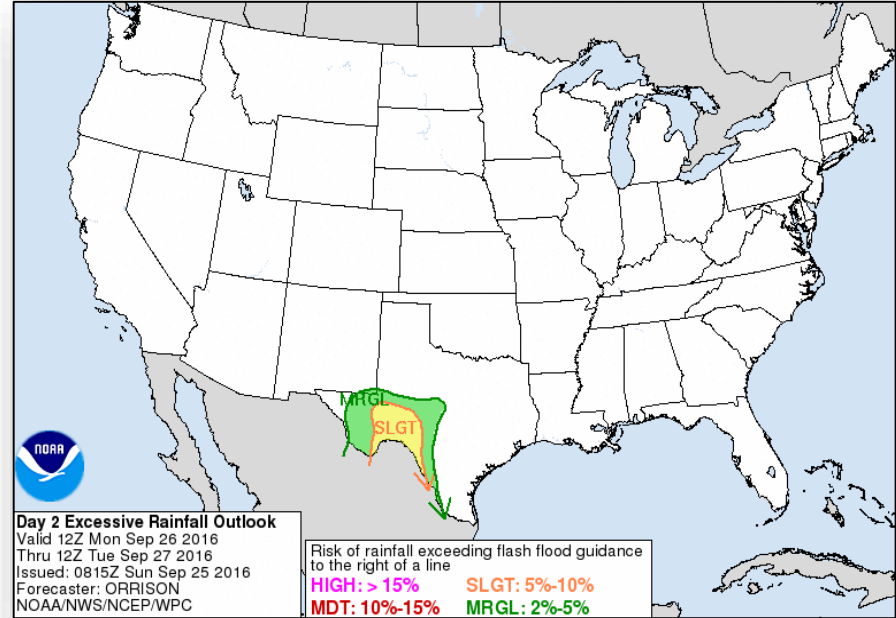 MRGL
SLGT
NOAA
Day 2 Excessive Rainfall Outlook
Valid 12Z Mon Sep 26 2016
Thru 12Z Tue Sep 27 2016
Issued: 0815Z Sun Sep 25 2016
Forecaster: ORRISON
NOAA/NWS/NCEP/WPC
Risk of rainfall exceeding flash flood guidance
to the right of a line
HIGH: > 15% SLGT: 5%-10%
MDT: 10%-15% MRGL: 2%-5%